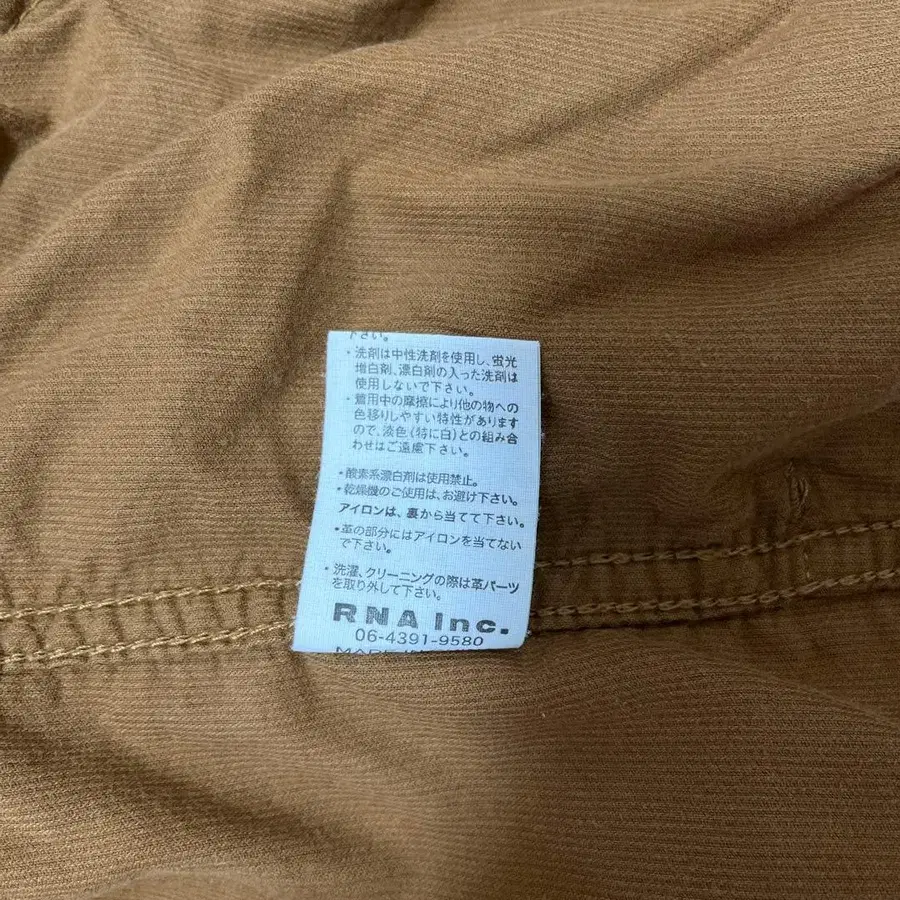 下さい。
・洗剤は中性洗剤を使用し、蛍光
増白剤、漂白剤の入った洗剤は
使用しないで下さい。
・着用中の摩擦により他の物への
色移りしやすい特性があります
ので、淡色(特に白)との組み合
わせはご遠慮下さい。
・酸素系漂白剤は使用禁止。
・乾燥機のご使用は、お避け下さい。
アイロンは、裏から当てて下さい。
・革の部分にはアイロンを当てない
で下さい。
・洗濯、クリーニングの際は革パーツ
を取り外して下さい。
RNA Inc.
06-4391-9580